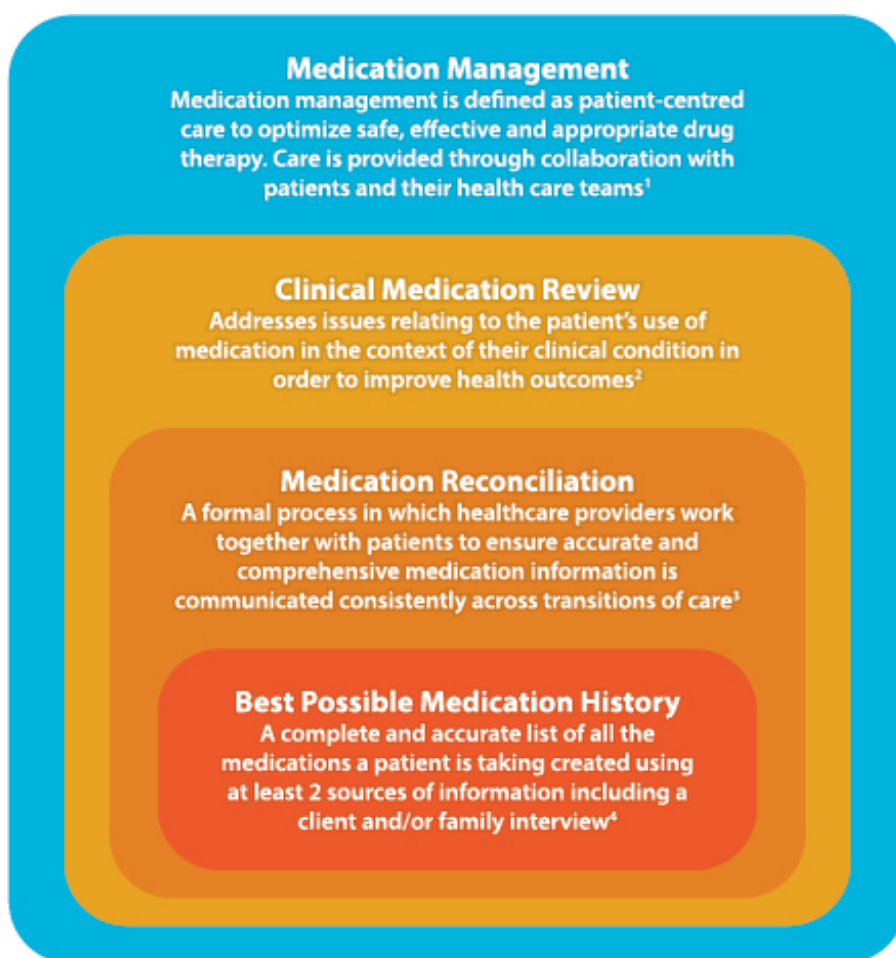 Medication Management
Medication management is defined as patient-centred
care to optimize safe, effective and appropriate drug
therapy. Care is provided through collaboration with
patients and their health care teams¹
Clinical Medication Review
Addresses issues relating to the patient’s use of
medication in the context of their clinical condition in
order to improve health outcomes²
Medication Reconciliation
A formal process in which healthcare providers work
together with patients to ensure accurate and
comprehensive medication information is
communicated consistently across transitions of care³
Best Possible Medication History
A complete and accurate list of all the
medications a patient is taking created using
at least 2 sources of information including a
client and/or family interview⁴